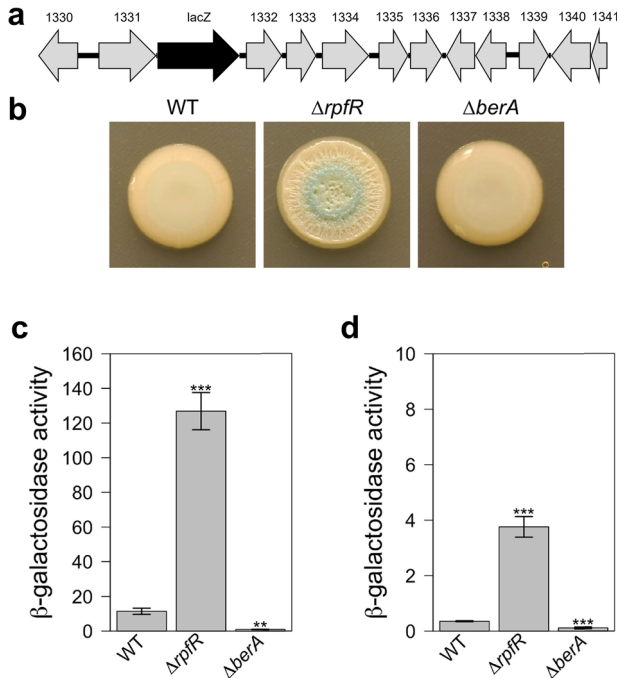 a
1330 1331 lacZ 1332 1333 1334 1335 1336 1337 1338 1339 1340 1341
b
WT ΔrpfR ΔberA
c
β-galactosidase activity
160
140
120
100
80
60
40
20
0
***
**
WT ΔrpfR ΔberA
d
β-galactosidase activity
10
8
6
4
2
0
***
***
WT ΔrpfR ΔberA